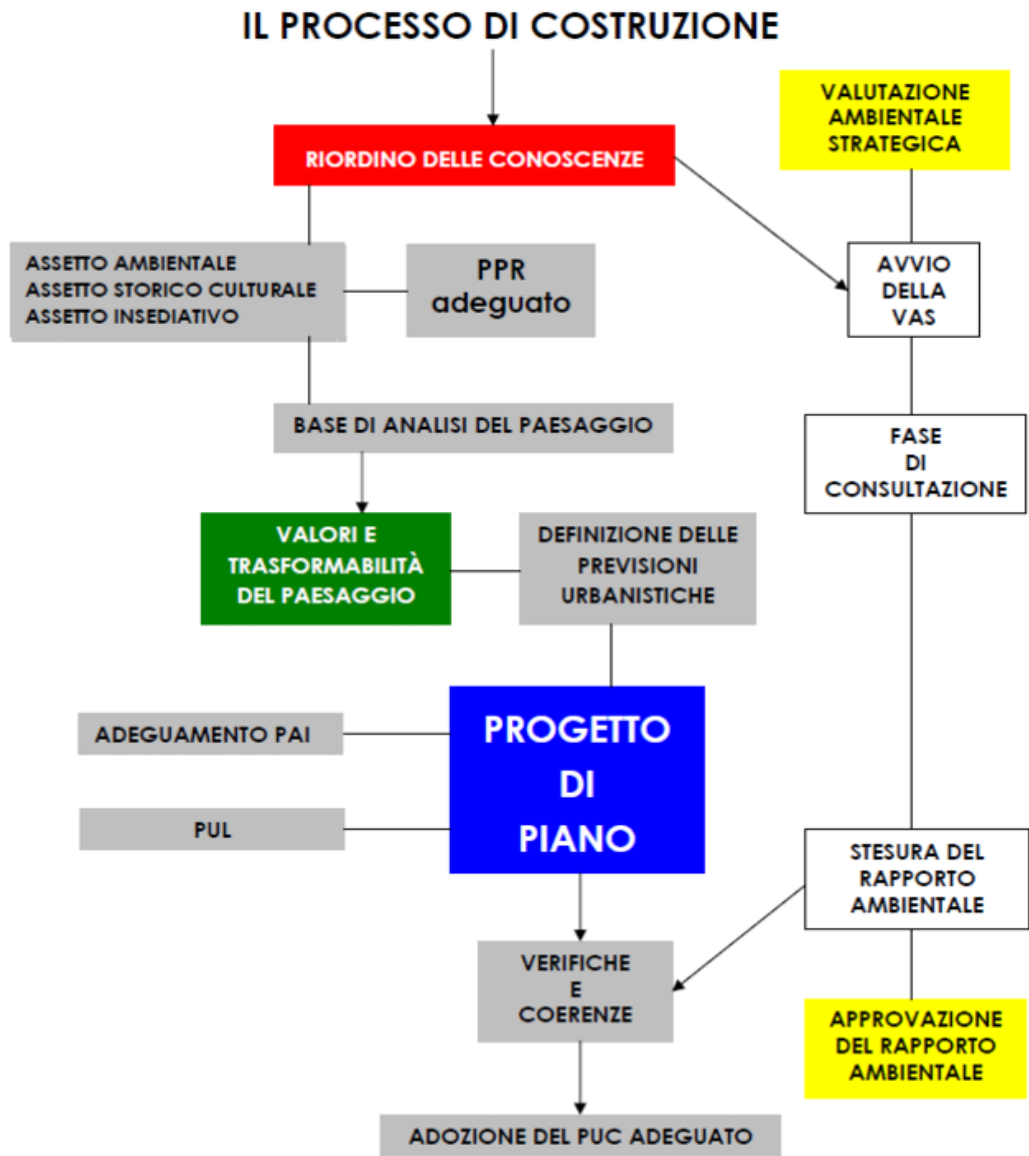 IL PROCESSO DI COSTRUZIONE
VALUTAZIONE
AMBIENTALE
STRATEGICA
RIORDINO DELLE CONOSCENZE
ASSETTO AMBIENTALE
ASSETTO STORICO CULTURALE
ASSETTO INSEDIATIVO
PPR
adeguato
AVVIO
DELLA
VAS
BASE DI ANALISI DEL PAESAGGIO
FASE
DI
CONSULTAZIONE
VALORI E
TRASFORMABILITÀ
DEL PAESAGGIO
DEFINIZIONE DELLE
PREVISIONI
URBANISTICHE
ADEGUAMENTO PAI
PUL
PROGETTO
DI
PIANO
STESURA DEL
RAPPORTO
AMBIENTALE
VERIFICHE
E
COERENZE
APPROVAZIONE
DEL RAPPORTO
AMBIENTALE
ADOZIONE DEL PUC ADEGUATO